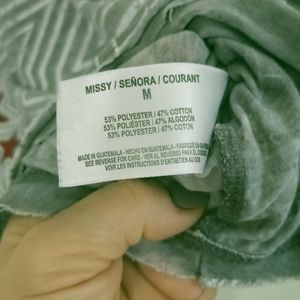 MISSY / SEÑORA / COURANT
M
53% POLYESTER / 47% COTTON
53% POLIÉSTER / 47% ALGODÓN
53% POLYESTER / 47% COTON
MADE IN GUATEMALA - HECHO EN GUATEMALA - FABRIQUÉ EN GUATEMALA
SEE REVERSE FOR CARE - VER AL REVERSO PARA EL CUIDADO
VOIR LES INSTRUCTIONS D'ENTRETIEN AU DOS